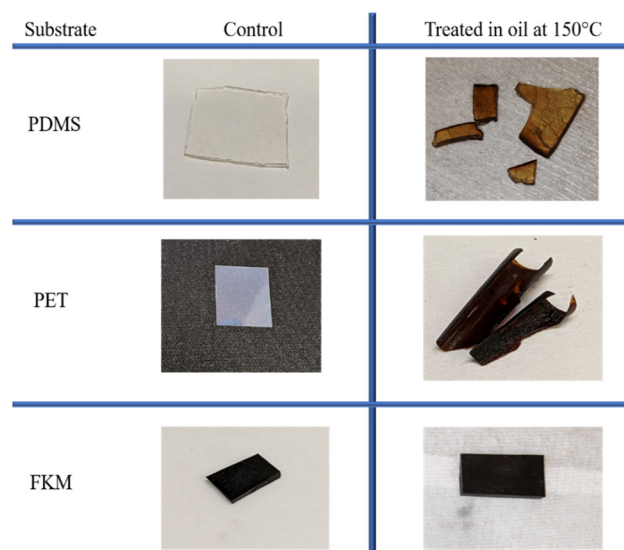 Substrate
Control
Treated in oil at 150°C
PDMS
PET
FKM